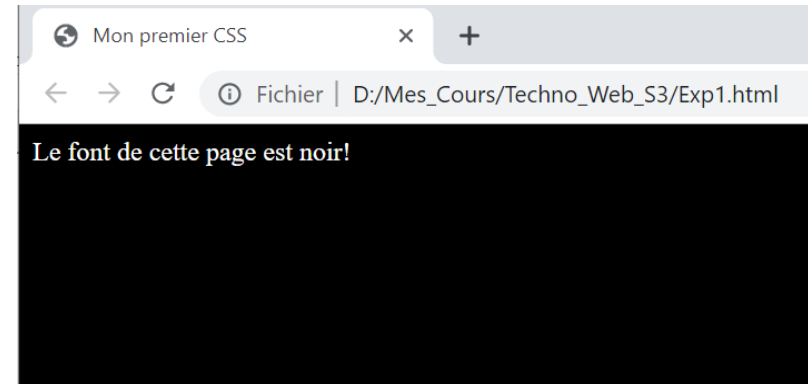 Mon premier CSS
Fichier | D:/Mes_Cours/Techno_Web_S3/Exp1.html
Le font de cette page est noir!